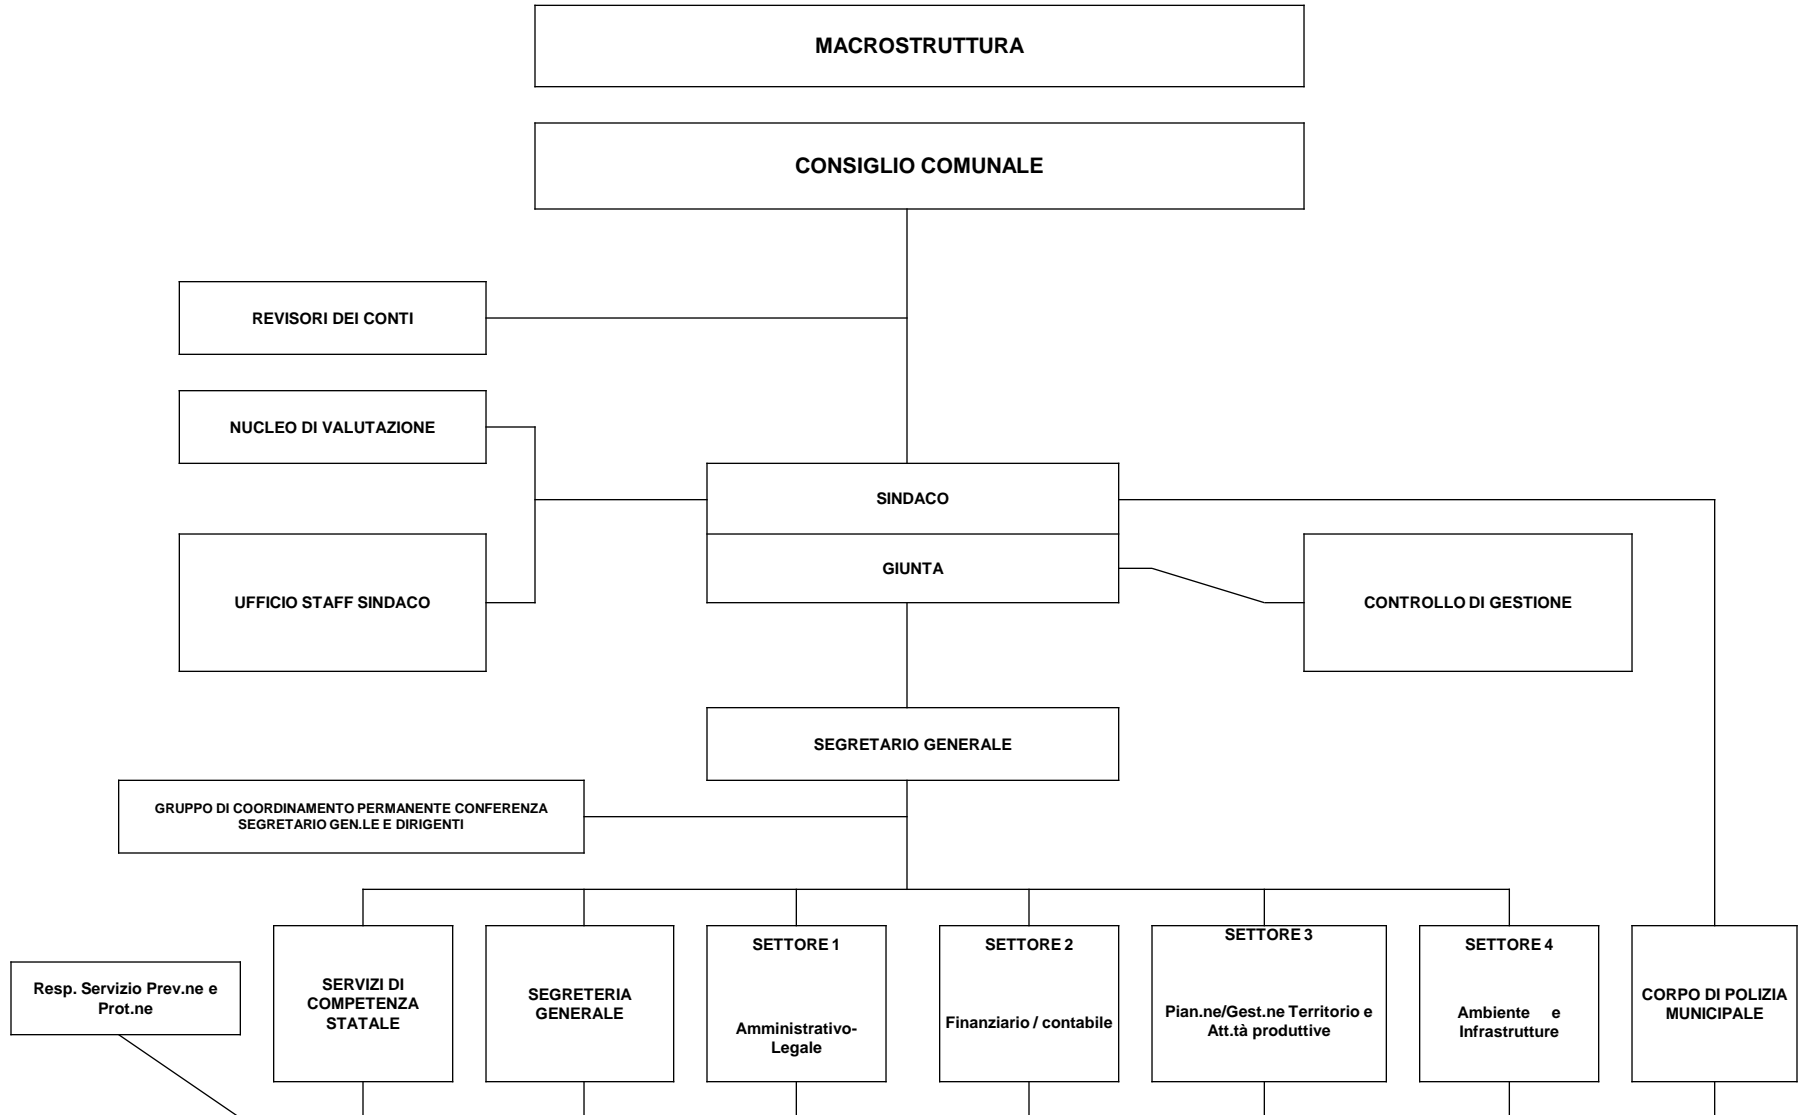 MACROSTRUTTURA
CONSIGLIO COMUNALE
REVISORI DEI CONTI
NUCLEO DI VALUTAZIONE
SINDACO
GIUNTA
UFFICIO STAFF SINDACO
CONTROLLO DI GESTIONE
SEGRETARIO GENERALE
GRUPPO DI COORDINAMENTO PERMANENTE CONFERENZA
SEGRETARIO GEN.LE E DIRIGENTI
Resp. Servizio Prev.ne e
Prot.ne
SERVIZI DI
COMPETENZA
STATALE
SEGRETERIA
GENERALE
SETTORE 1
Amministrativo-
Legale
SETTORE 2
Finanziario / contabile
SETTORE 3
Pian.ne/Gest.ne Territorio e
Att.tà produttive
SETTORE 4
Ambiente e
Infrastrutture
CORPO DI POLIZIA
MUNICIPALE